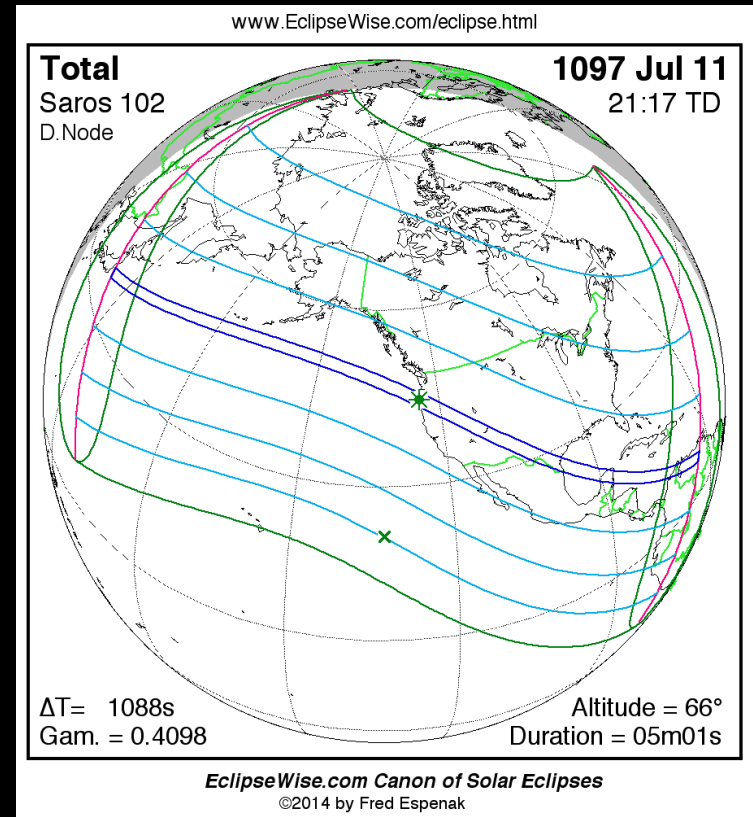 www.EclipseWise.com/eclipse.html
Total
1097 Jul 11
Saros 102
21:17 TD
D.Node
ΔT= 1088s
Altitude = 66°
Gam. = 0.4098
Duration = 05m01s
EclipseWise.com Canon of Solar Eclipses
©2014 by Fred Espenak